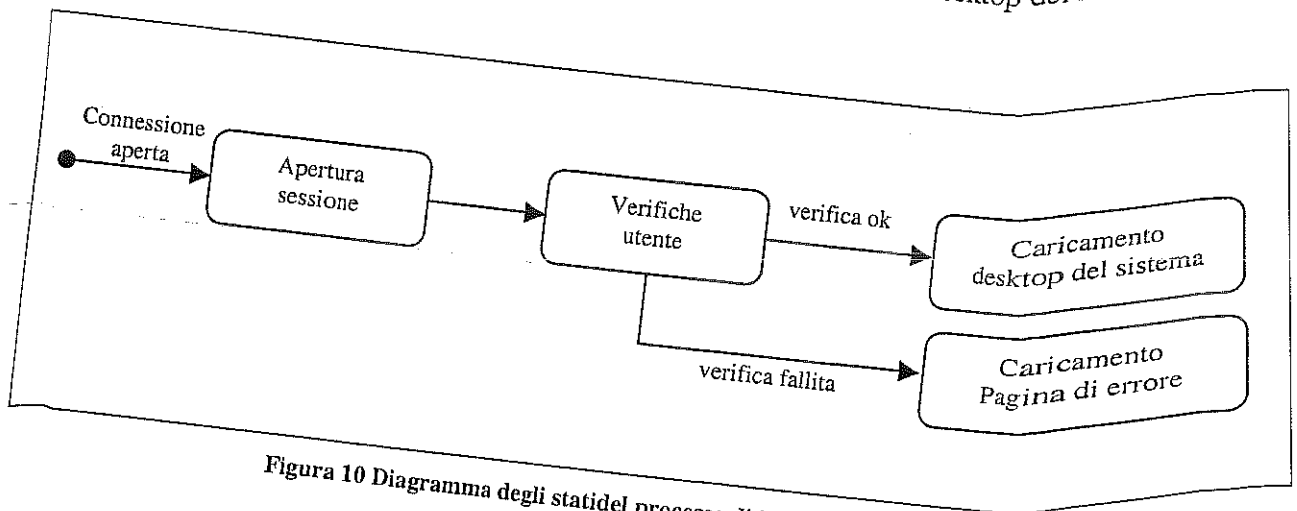 Connessione
aperta
Apertura
sessione
Verifiche
utente
verifica ok
Caricamento
desktop del sistema
verifica fallita
Caricamento
Pagina di errore
Figura 10 Diagramma degli statidel processo